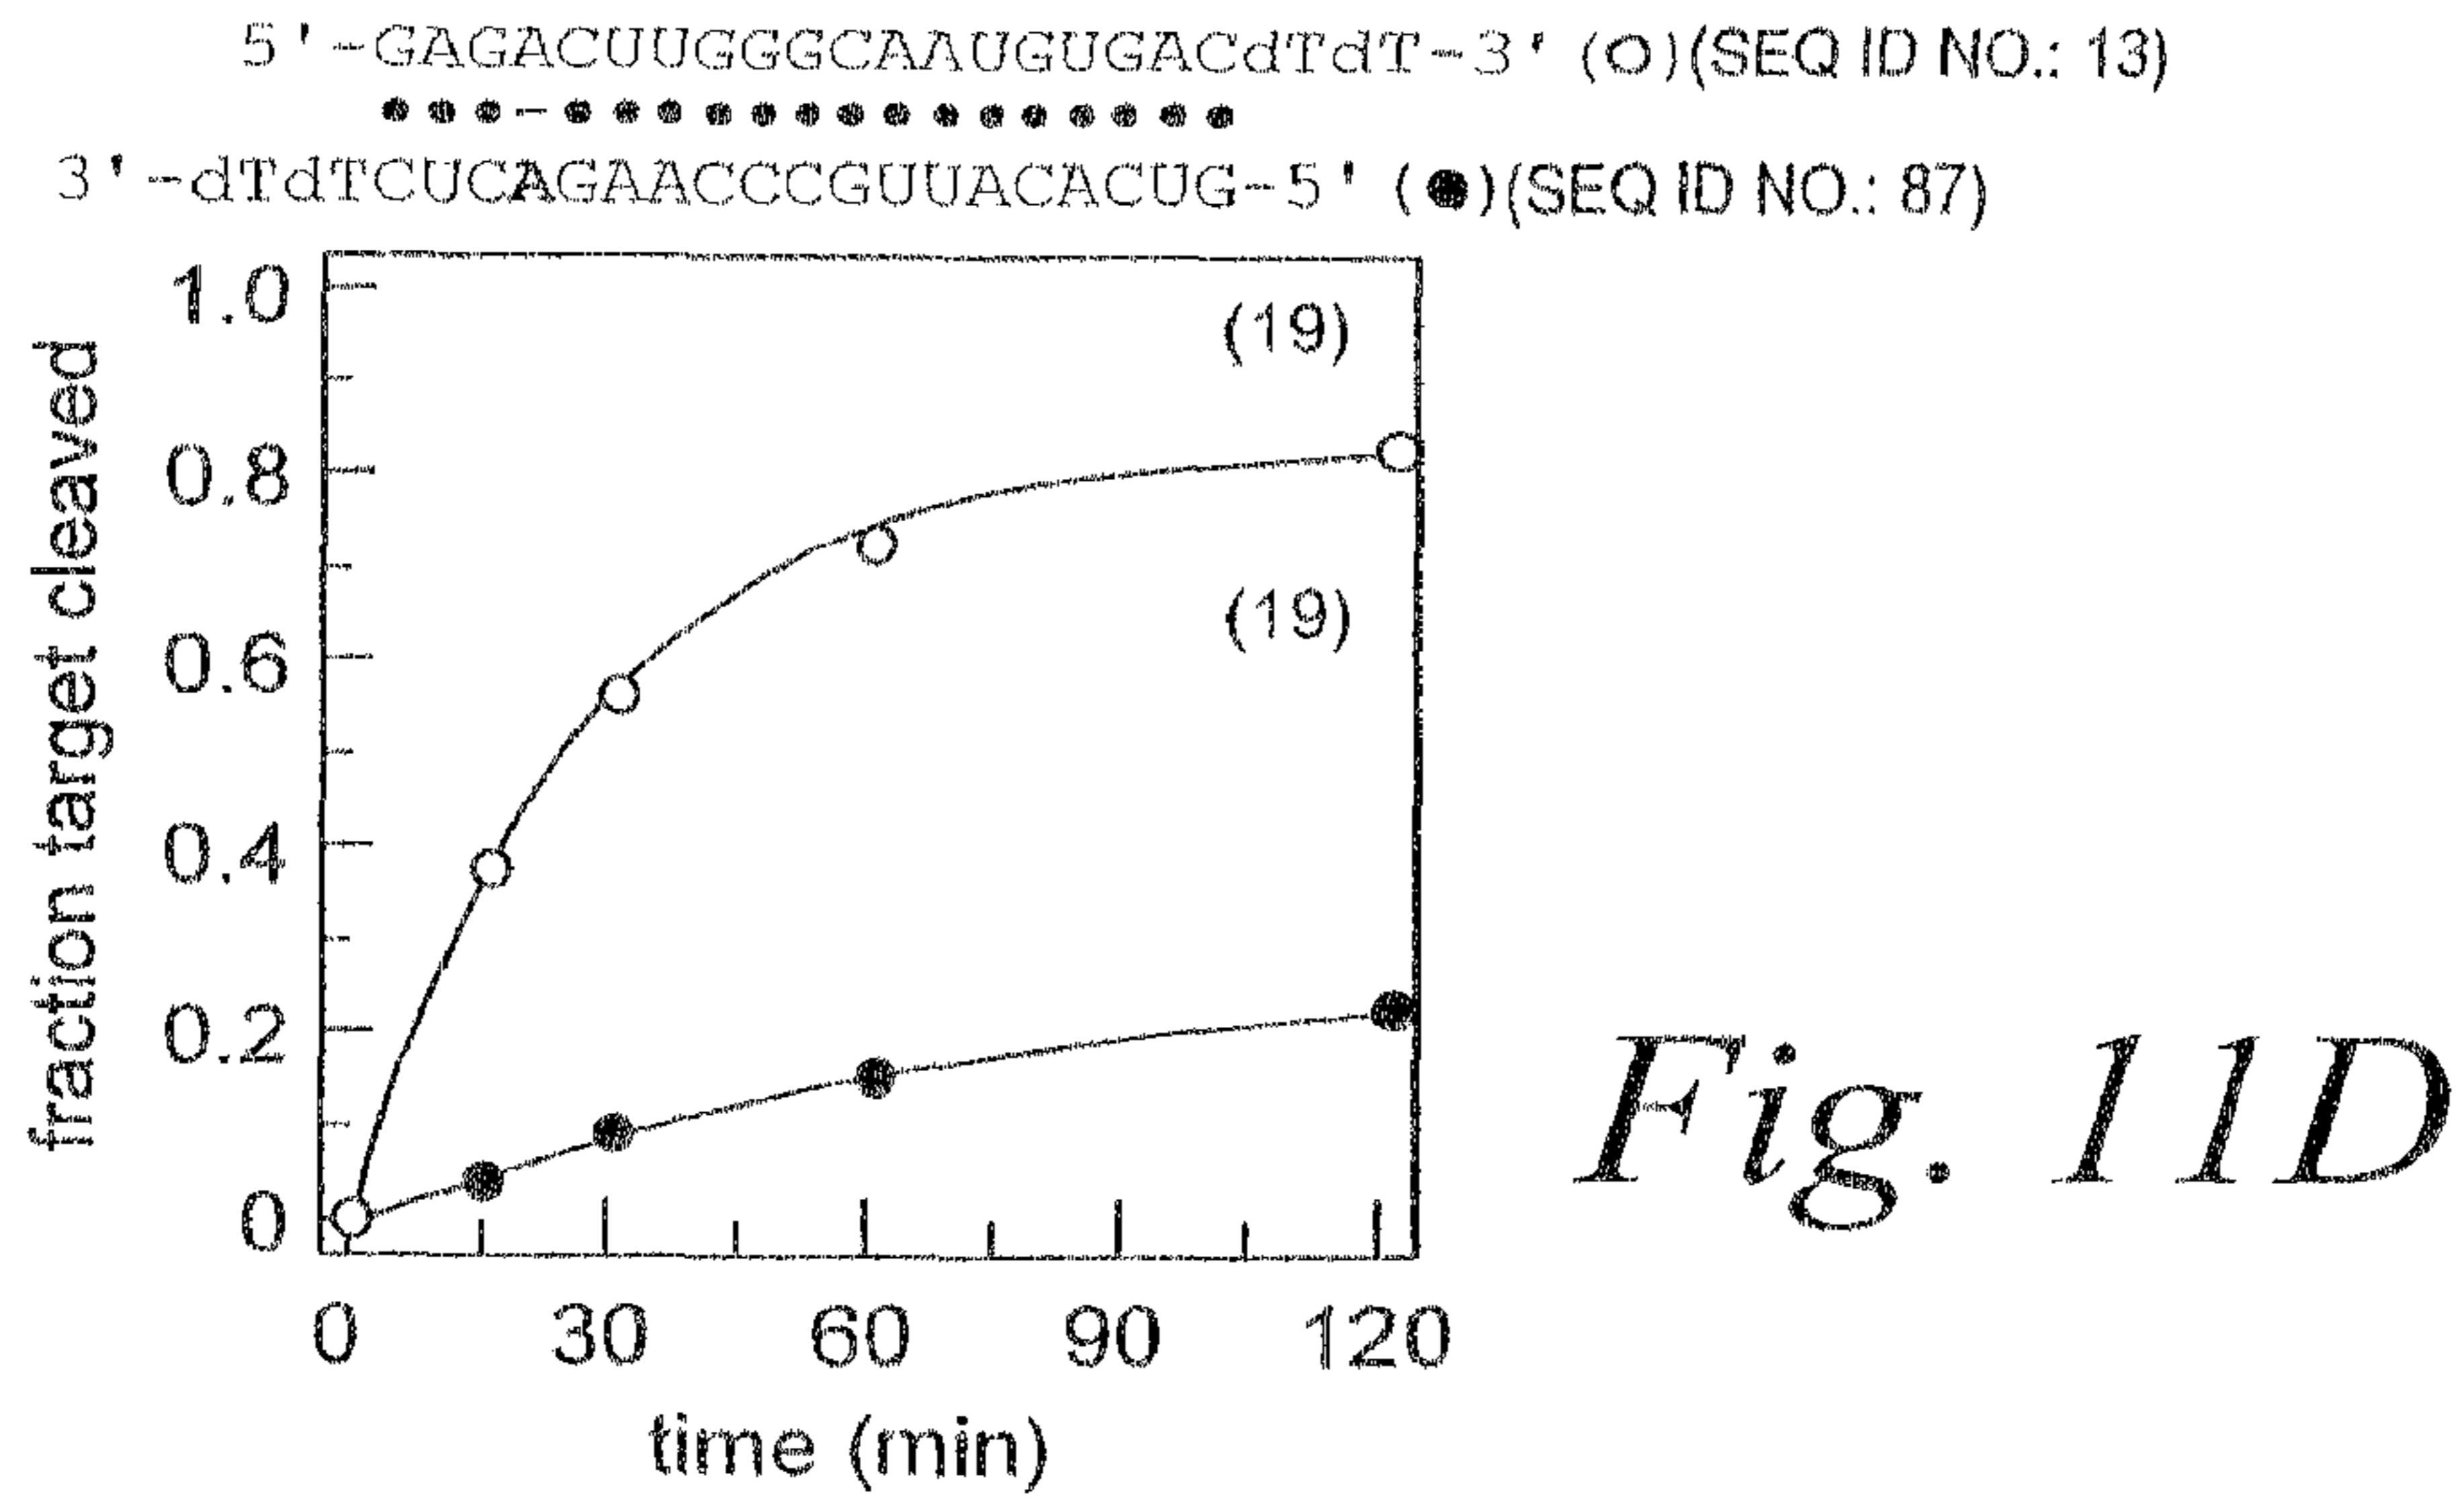 5'-GAGACUUGGGCAAUGUGACdTdT-3' (O)(SEQ ID NO.: 13)
3'-dTdTCUCAGAACCCGUUACACUG-5' (●)(SEQ ID NO.: 87)
1.0
(19)
0.8
(19)
0.6
0.4
0.2
0
fraction target cleaved
0 30 60 90 120
time (min)
Fig. 11D